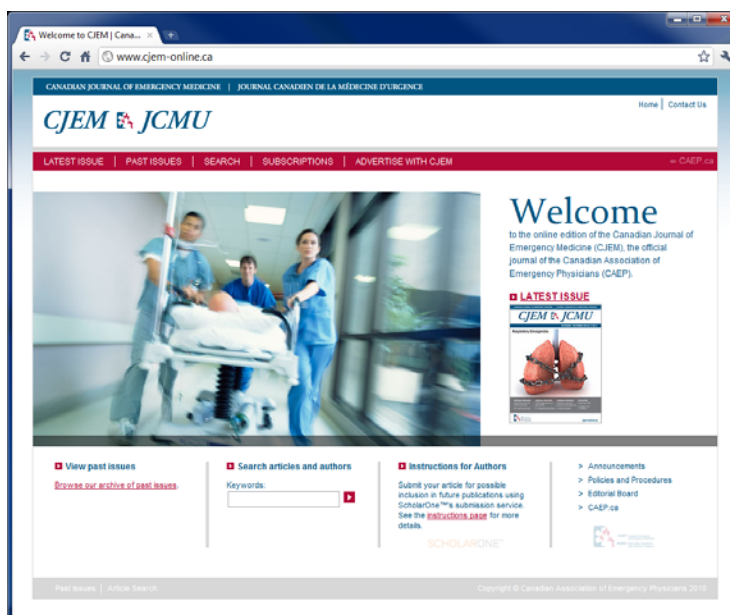 Welcome to CJEM | Cana...
www.cjem-online.ca
CANADIAN JOURNAL OF EMERGENCY MEDICINE | JOURNAL CANADIEN DE LA MÉDECINE D'URGENCE
Home | Contact Us
CJEM JCMU
LATEST ISSUE | PAST ISSUES | SEARCH | SUBSCRIPTIONS | ADVERTISE WITH CJEM
CAEP.ca
Welcome
to the online edition of the Canadian Journal of
Emergency Medicine (CJEM), the official
journal of the Canadian Association of
Emergency Physicians (CAEP).
LATEST ISSUE
CJEM JCMU
Respiratory Emergencies
View past issues
Browse our archive of past issues.
Search articles and authors
Keywords:
Instructions for Authors
Submit your article for possible
inclusion in future publications using
ScholarOne™'s submission service.
See the instructions page for more
details.
SCHOLARONE™
> Announcements
> Policies and Procedures
> Editorial Board
> CAEP.ca
Past Issues | Article Search
Copyright © Canadian Association of Emergency Physicians 2010